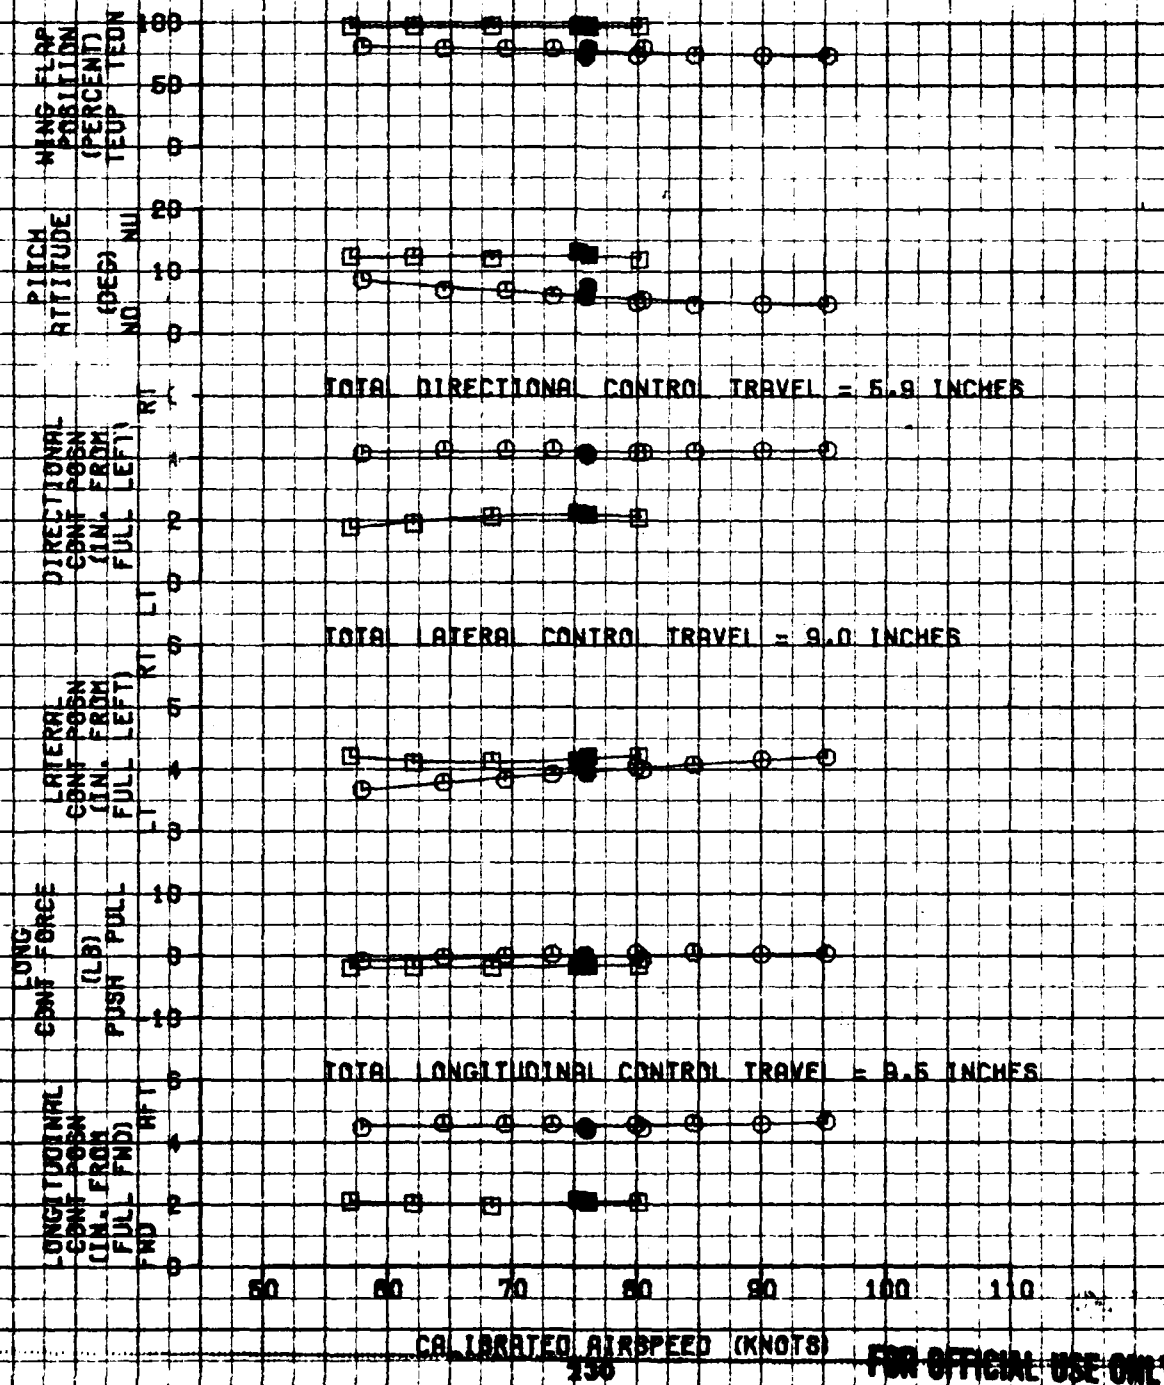 WING FLAP
POSITION
(PERCENT)
TEUP TEDN
100
50
0
PITCH
ATTITUDE
(DEG)
ND NU
20
10
0
TOTAL DIRECTIONAL CONTROL TRAVEL = 5.9 INCHES
DIRECTIONAL
CONT POSN
(IN. FROM
FULL LEFT)
LT RT
2
0
TOTAL LATERAL CONTROL TRAVEL = 9.0 INCHES
LATERAL
CONT POSN
(IN. FROM
FULL LEFT)
LT RT
6
5
4
3
LONG
CONT FORCE
(LB)
PUSH PULL
10
0
10
TOTAL LONGITUDINAL CONTROL TRAVEL = 9.5 INCHES
LONGITUDINAL
CONT POSN
(IN. FROM
FULL FWD)
FWD AFT
6
4
2
0
50 60 70 80 90 100 110
CALIBRATED AIRSPEED (KNOTS)
230
FOR OFFICIAL USE ONLY